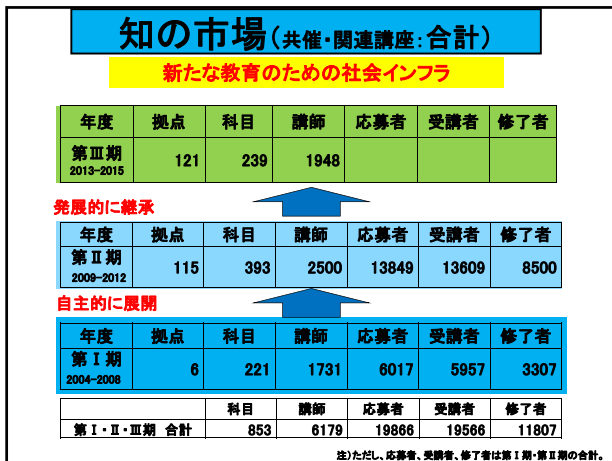 知の市場(共催・関連講座:合計)
新たな教育のための社会インフラ
年度 拠点 科目 講師 応募者 受講者 修了者
第Ⅲ期 2013-2015 121 239 1948
発展的に継承
年度 拠点 科目 講師 応募者 受講者 修了者
第Ⅱ期 2009-2012 115 393 2500 13849 13609 8500
自主的に展開
年度 拠点 科目 講師 応募者 受講者 修了者
第Ⅰ期 2004-2008 6 221 1731 6017 5957 3307
科目 講師 応募者 受講者 修了者
第Ⅰ・Ⅱ・Ⅲ期 合計 853 6179 19866 19566 11807
注)ただし、応募者、受講者、修了者は第Ⅰ期・第Ⅱ期の合計。